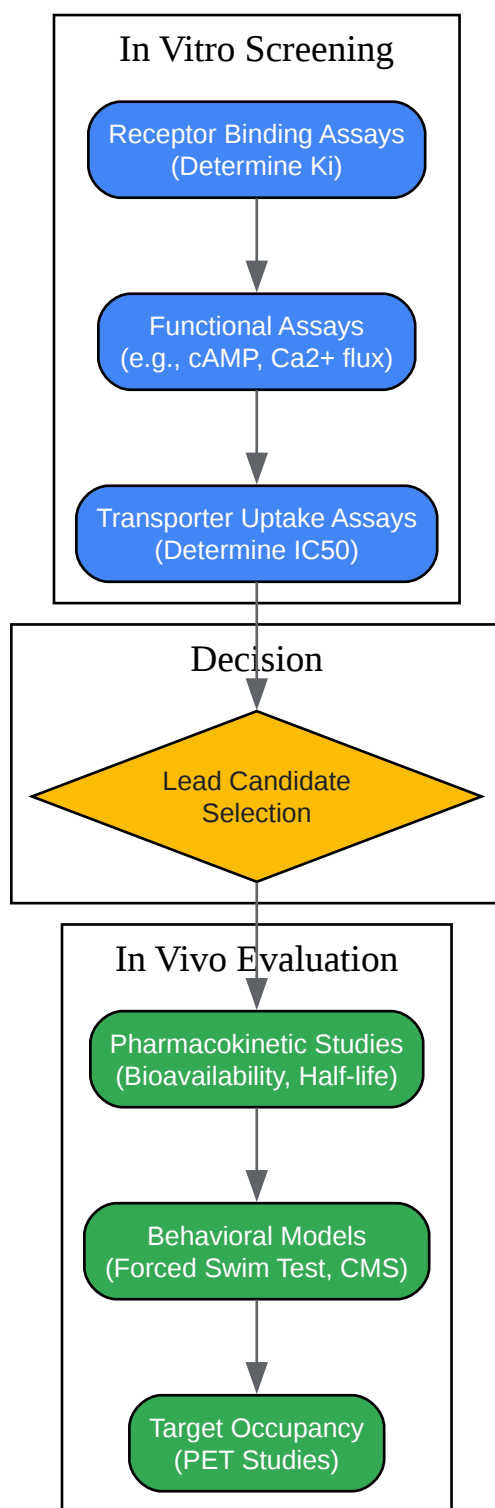 In Vitro Screening
Receptor Binding Assays
(Determine Ki)
Functional Assays
(e.g., cAMP, Ca2+ flux)
Transporter Uptake Assays
(Determine IC50)
Decision
Lead Candidate
Selection
In Vivo Evaluation
Pharmacokinetic Studies
(Bioavailability, Half-life)
Behavioral Models
(Forced Swim Test, CMS)
Target Occupancy
(PET Studies)